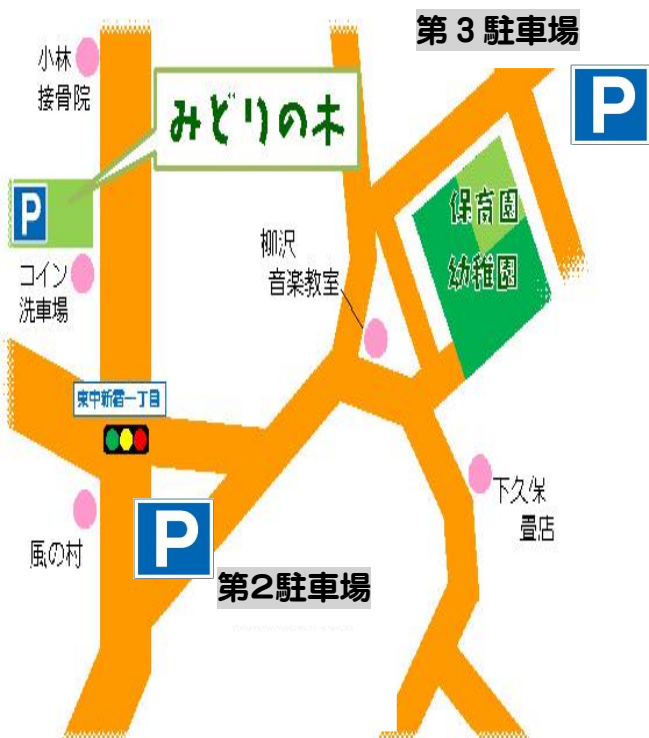 第3駐車場
P
小林
接骨院
みどりの木
P
保育園
幼稚園
柳沢
音楽教室
コイン
洗車場
東中新宿一丁目
下久保
畳店
風の村
P
第2駐車場